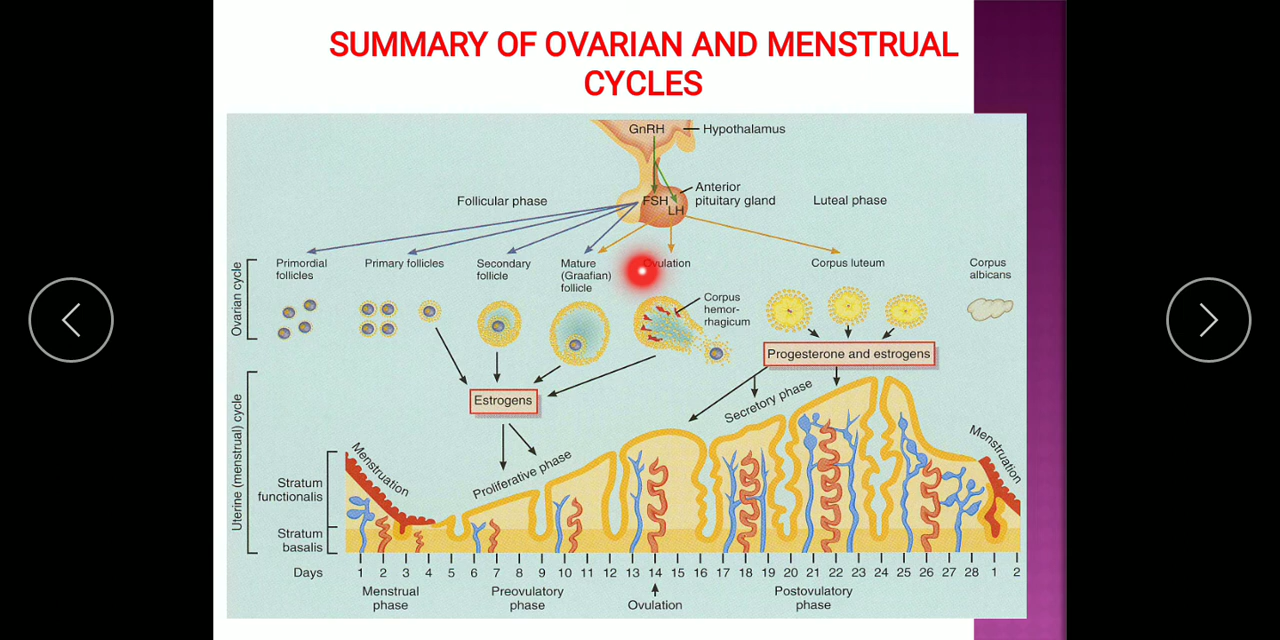 SUMMARY OF OVARIAN AND MENSTRUAL
CYCLES
GnRH
Hypothalamus
Anterior
pituitary gland
FSH
LH
Follicular phase
Luteal phase
Ovarian cycle
Primordial
follicles
Primary follicles
Secondary
follicle
Mature
(Graafian)
follicle
Ovulation
Corpus luteum
Corpus
albicans
Corpus
hemor-
rhagicum
Progesterone and estrogens
Estrogens
Uterine (menstrual) cycle
Secretory phase
Proliferative phase
Menstruation
Menstruation
Stratum
functionalis
Stratum
basalis
Days 1 2 3 4 5 6 7 8 9 10 11 12 13 14 15 16 17 18 19 20 21 22 23 24 25 26 27 28 1 2
Menstrual
phase
Preovulatory
phase
Ovulation
Postovulatory
phase